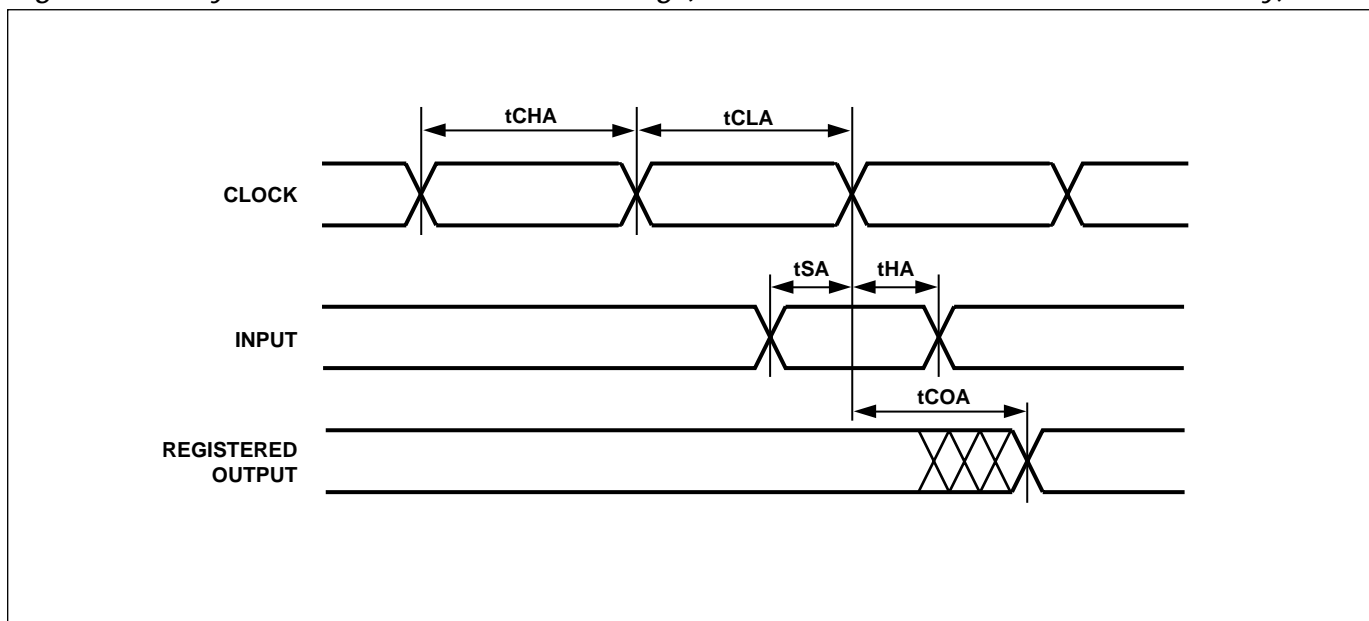 tCHA
tCLA
CLOCK
tSA
tHA
INPUT
tCOA
REGISTERED
OUTPUT